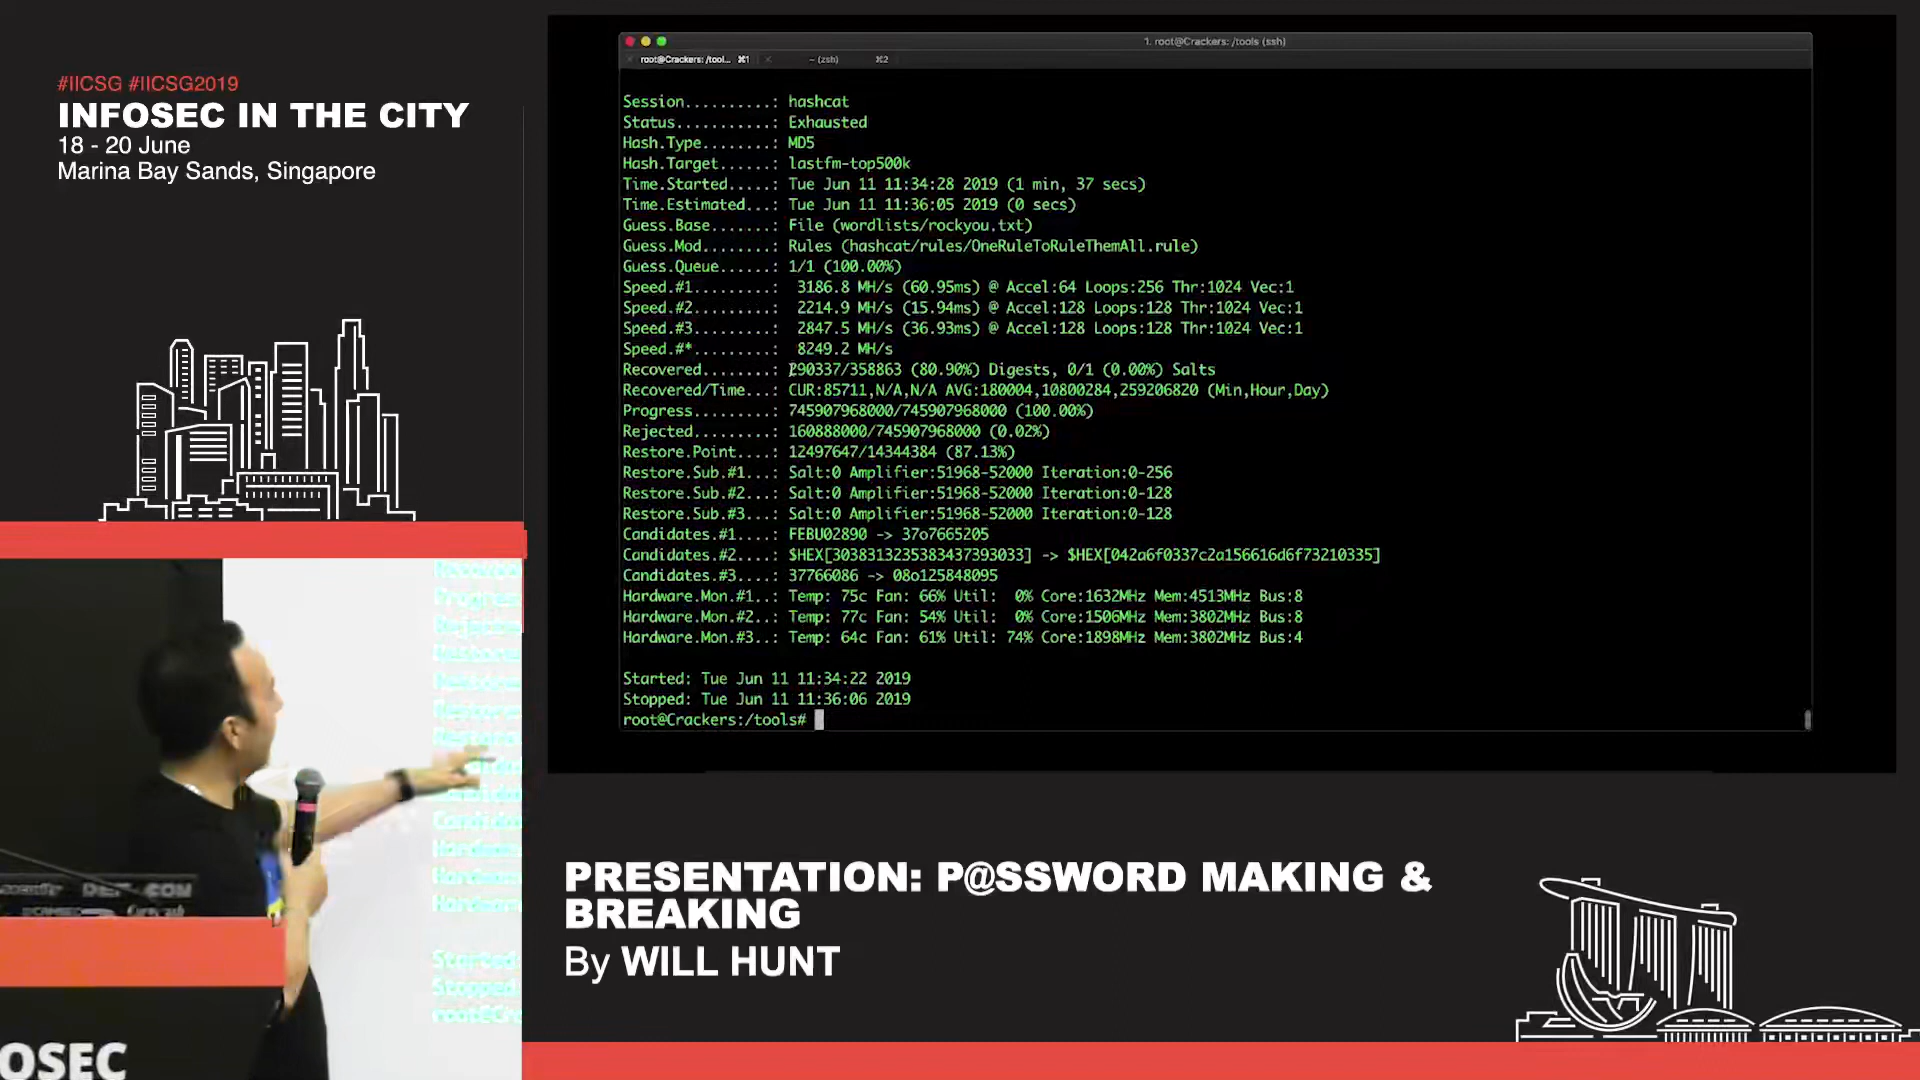 #IICSG #IICSG2019
INFOSEC IN THE CITY
18 - 20 June
Marina Bay Sands, Singapore
1. root@Crackers: /tools (ssh)
root@Crackers: /tool... ⌘1
~ (zsh)
⌘2
Session..........: hashcat
Status...........: Exhausted
Hash.Type........: MD5
Hash.Target......: lastfm-top500k
Time.Started.....: Tue Jun 11 11:34:28 2019 (1 min, 37 secs)
Time.Estimated...: Tue Jun 11 11:36:05 2019 (0 secs)
Guess.Base.......: File (wordlists/rockyou.txt)
Guess.Mod........: Rules (hashcat/rules/OneRuleToRuleThemAll.rule)
Guess.Queue......: 1/1 (100.00%)
Speed.#1.........: 3186.8 MH/s (60.95ms) @ Accel:64 Loops:256 Thr:1024 Vec:1
Speed.#2.........: 2214.9 MH/s (15.94ms) @ Accel:128 Loops:128 Thr:1024 Vec:1
Speed.#3.........: 2847.5 MH/s (36.93ms) @ Accel:128 Loops:128 Thr:1024 Vec:1
Speed.#*.........: 8249.2 MH/s
Recovered........: 290337/358863 (80.90%) Digests, 0/1 (0.00%) Salts
Recovered/Time...: CUR:85711,N/A,N/A AVG:180004,10800284,259206820 (Min,Hour,Day)
Progress.........: 745907968000/745907968000 (100.00%)
Rejected.........: 160888000/745907968000 (0.02%)
Restore.Point....: 12497647/14344384 (87.13%)
Restore.Sub.#1...: Salt:0 Amplifier:51968-52000 Iteration:0-256
Restore.Sub.#2...: Salt:0 Amplifier:51968-52000 Iteration:0-128
Restore.Sub.#3...: Salt:0 Amplifier:51968-52000 Iteration:0-128
Candidates.#1....: FEBU02890 -> 37o7665205
Candidates.#2....: $HEX[3038313235383437393033] -> $HEX[042a6f0337c2a156616d6f73210335]
Candidates.#3....: 37766086 -> 08o125848095
Hardware.Mon.#1..: Temp: 75c Fan: 66% Util: 0% Core:1632MHz Mem:4513MHz Bus:8
Hardware.Mon.#2..: Temp: 77c Fan: 54% Util: 0% Core:1506MHz Mem:3802MHz Bus:8
Hardware.Mon.#3..: Temp: 64c Fan: 61% Util: 74% Core:1898MHz Mem:3802MHz Bus:4
Started: Tue Jun 11 11:34:22 2019
Stopped: Tue Jun 11 11:36:06 2019
root@Crackers:/tools#
PRESENTATION: P@SSWORD MAKING &
BREAKING
By WILL HUNT
OSEC